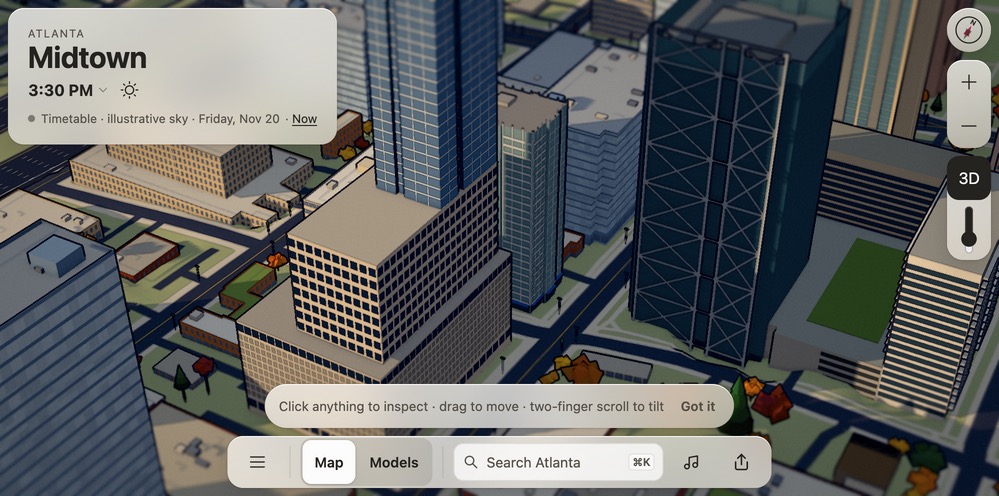 ATLANTA
Midtown
3:30 PM
Timetable · illustrative sky · Friday, Nov 20 · Now
N
+
−
3D
Click anything to inspect · drag to move · two-finger scroll to tilt Got it
Map Models Search Atlanta ⌘K